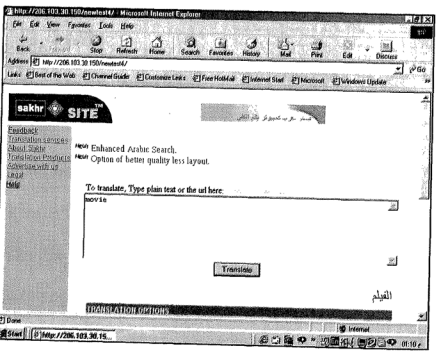 http://206.103.30.150/newtest4/ - Microsoft Internet Explorer
File Edit View Favorites Tools Help
Back Stop Refresh Home Search Favorites History Mail Print Edit Discuss
Address http://206.103.30.150/newtest4/ Go
Links Best of the Web Channel Guide Customize Links Free HotMail Internet Start Microsoft Windows Update
sakhr SITE TM
Feedback
Translation services
About Sakhr
Translation Products
Advertise with us
Legal
Help
New Enhanced Arabic Search.
New Option of better quality less layout.
To translate, Type plain text or the url here:
movie
Translate
الفيلم
TRANSLATION OPTIONS
Done Internet
Start http://206.103.30.15... 01:10